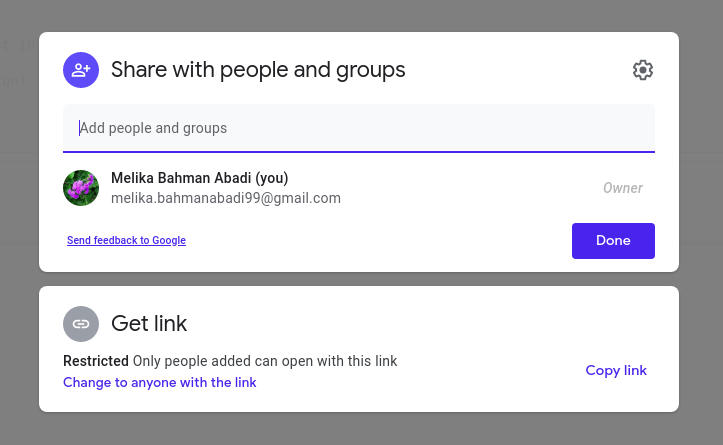 Share with people and groups
Add people and groups
Melika Bahman Abadi (you)
melika.bahmanabadi99@gmail.com
Owner
Send feedback to Google
Done
Get link
Restricted Only people added can open with this link
Change to anyone with the link
Copy link